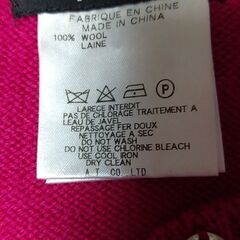 FABRIQUE EN CHINE
MADE IN CHINA
100% WOOL
LAINE
A
P
LAREGE INTERDIT
PAS DE CHLORAGE TRAITEMENT A
EAU DE JAVEL
REPASSAGE FER DOUX
NETTOYAGE A SEC
DO NOT WASH
DO NOT USE CHLORINE BLEACH
USE COOL IRON
DRY CLEAN
A.T. CO. LTD